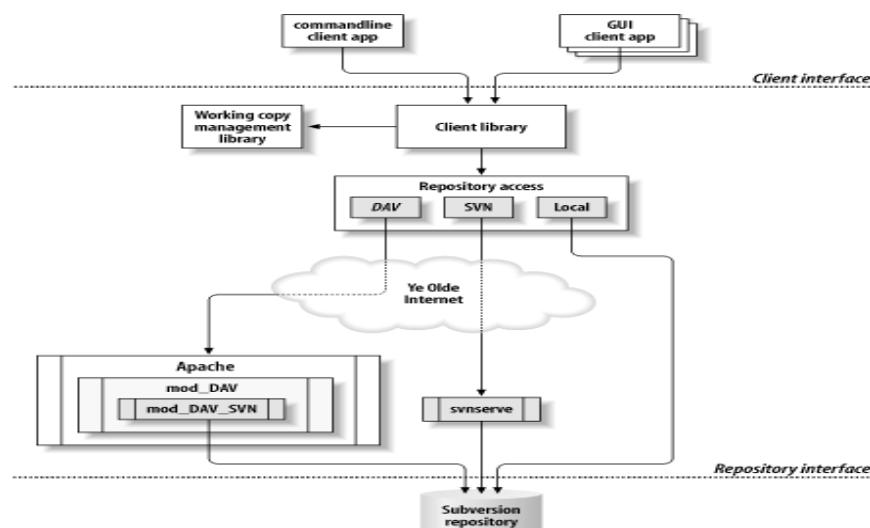 commandline
client app
GUI
client app
Client interface
Working copy
management
library
Client library
Repository access
DAV
SVN
Local
Ye Olde
Internet
Apache
mod_DAV
mod_DAV_SVN
svnserve
Repository interface
Subversion
repository